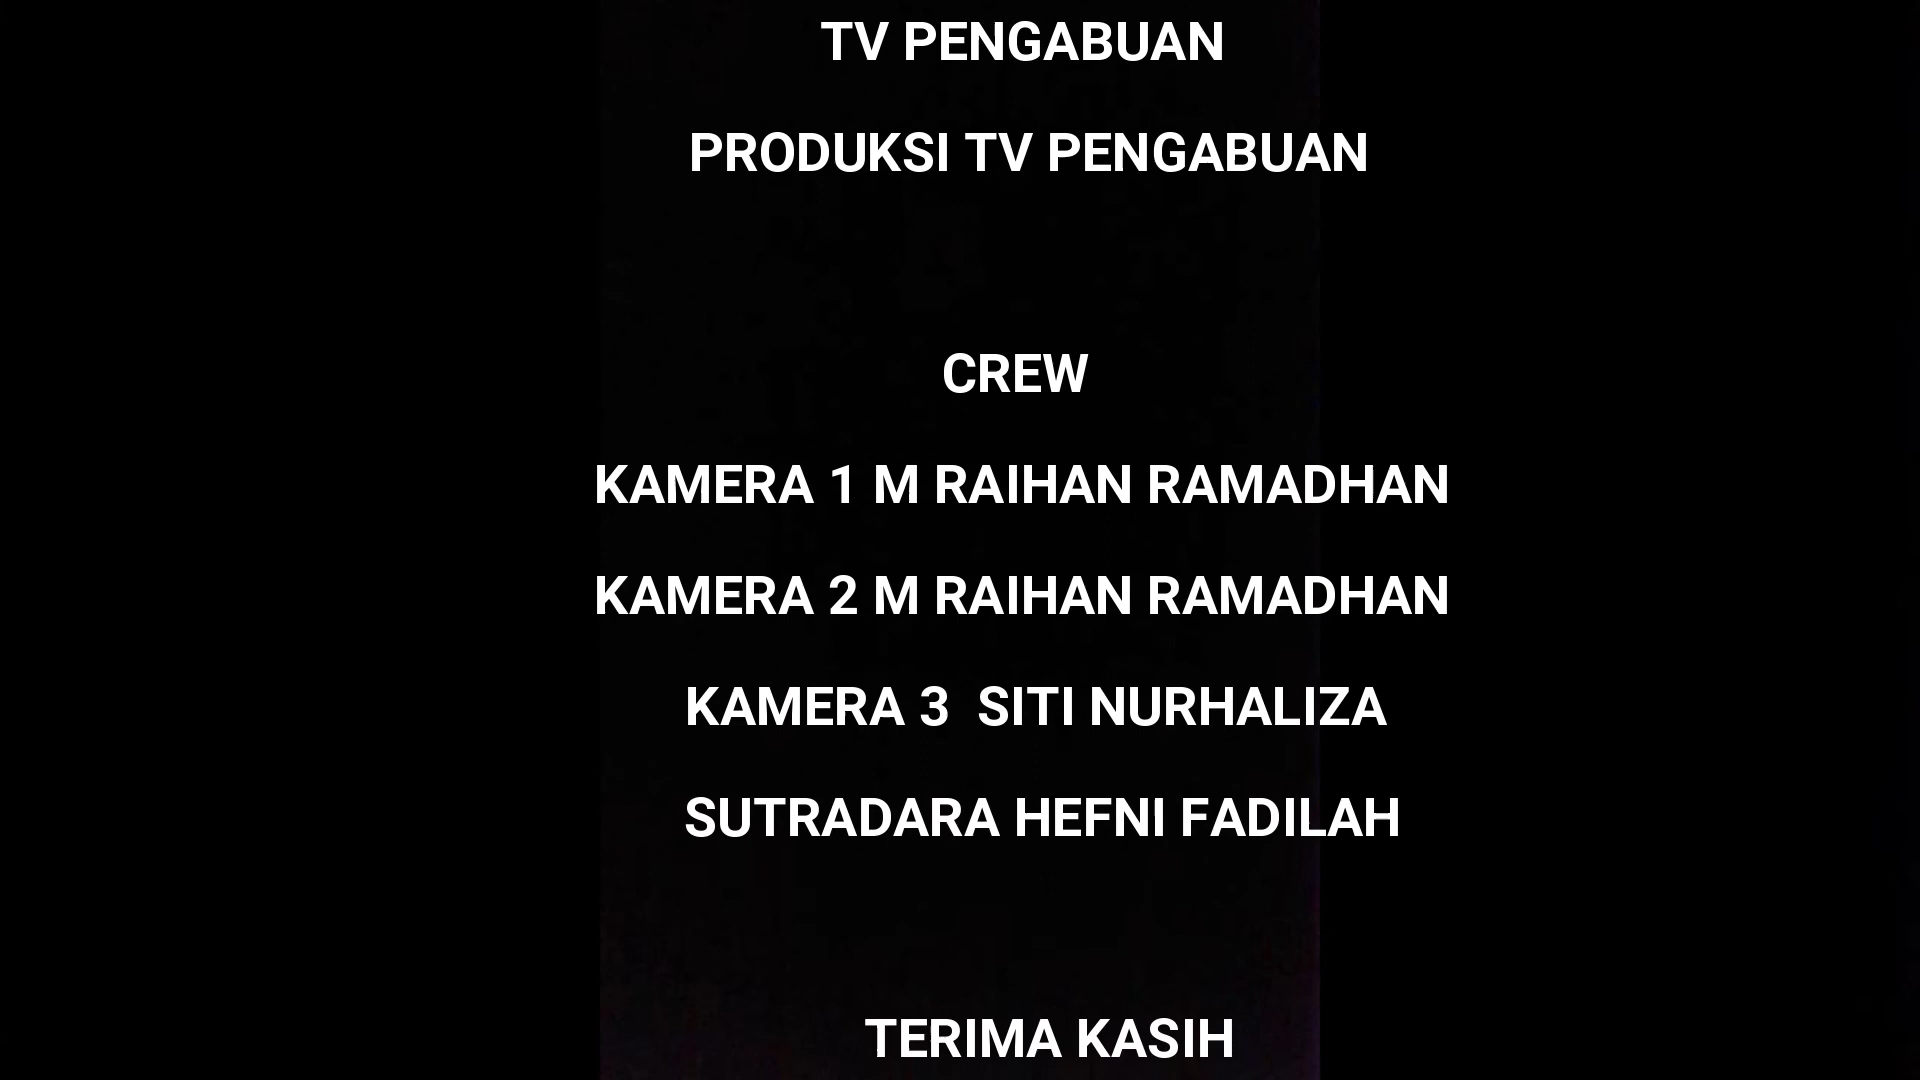 TV PENGABUAN
PRODUKSI TV PENGABUAN
CREW
KAMERA 1 M RAIHAN RAMADHAN
KAMERA 2 M RAIHAN RAMADHAN
KAMERA 3  SITI NURHALIZA
SUTRADARA HEFNI FADILAH
TERIMA KASIH